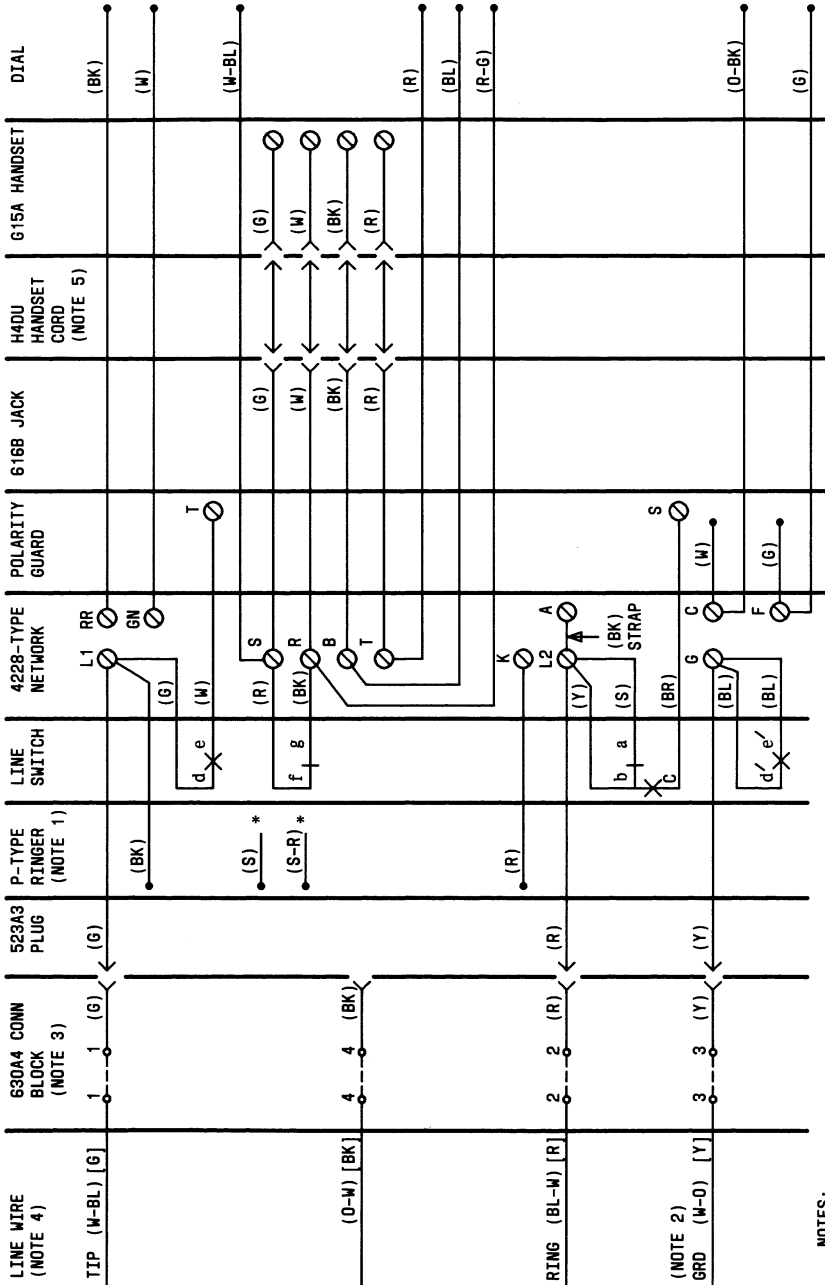 LINE WIRE
(NOTE 4)
630A4 CONN
BLOCK
(NOTE 3)
523A3
PLUG
P-TYPE
RINGER
(NOTE 1)
LINE
SWITCH
4228-TYPE
NETWORK
POLARITY
GUARD
616B JACK
H4DU
HANDSET
CORD
(NOTE 5)
G15A HANDSET
DIAL
TIP (W-BL) [G] 1 1 (G) (G) L1 RR (BK)
(BK) GN (W)
(G)
d e (W) T
(W-BL)
(S) * (R) S (G) (G)
(S-R) * f g (BK) R (W) (W)
(O-W) [BK] 4 4 (BK) B (BK) (BK)
T (R) (R)
(R)
(BL)
(R-G)
(R) K
RING (BL-W) [R] 2 2 (R) (R) L2 A
(Y) (BK)
STRAP
b a (S)
C (BR) S
(NOTE 2)
GRD (W-O) [Y] 3 3 (Y) (Y) G C (W) (O-BK)
(BL)
d' e' (BL) F (G) (G)
NOTES: